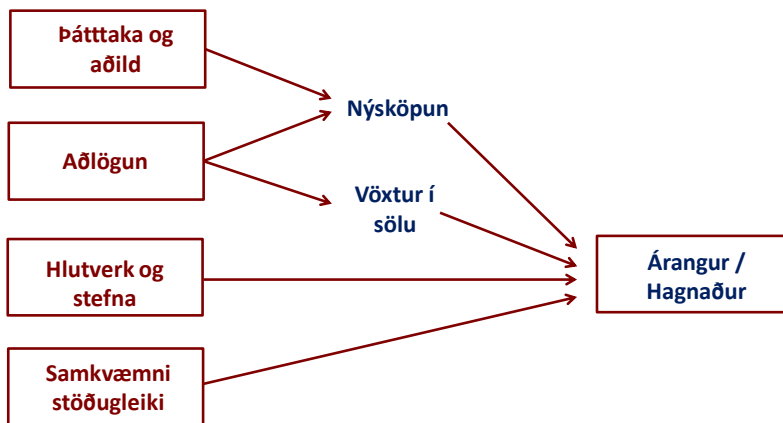 Þátttaka og
aðild
Nýsköpun
Aðlögun
Vöxtur í
sölu
Hlutverk og
stefna
Árangur /
Hagnaður
Samkvæmni
stöðugleiki